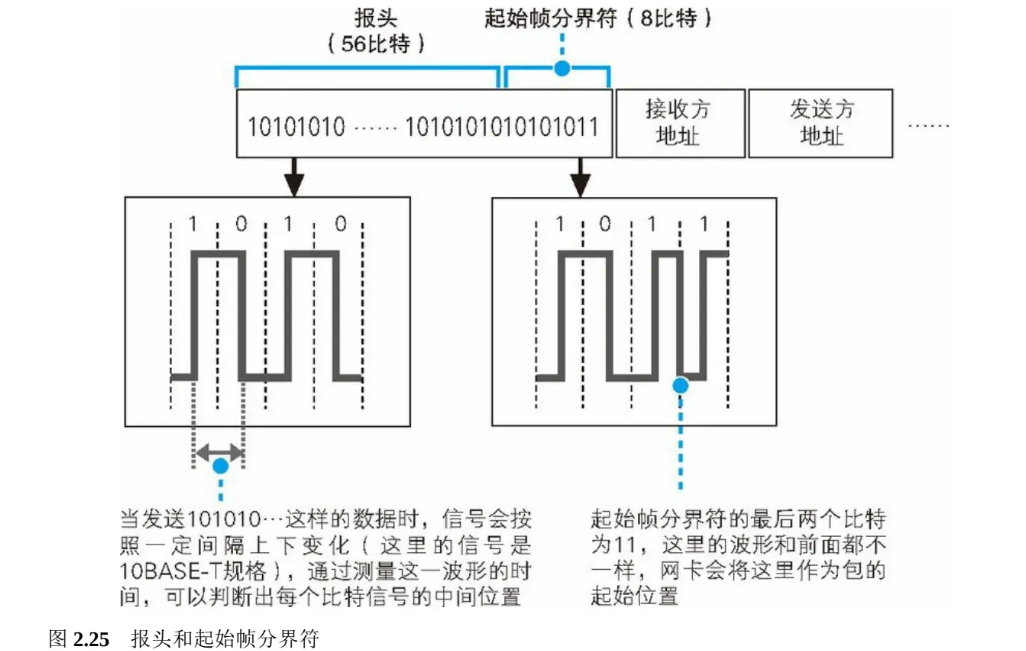 报头
（56比特）
起始帧分界符（8比特）
10101010 …… 1010101010101011
接收方
地址
发送方
地址
……
1 0 1 0
1 0 1 1
当发送101010…这样的数据时，信号会按
照一定间隔上下变化（这里的信号是
10BASE-T规格），通过测量这一波形的时
间，可以判断出每个比特信号的中间位置
起始帧分界符的最后两个比特
为11，这里的波形和前面都不
一样，网卡会将这里作为包的
起始位置
图 2.25 报头和起始帧分界符